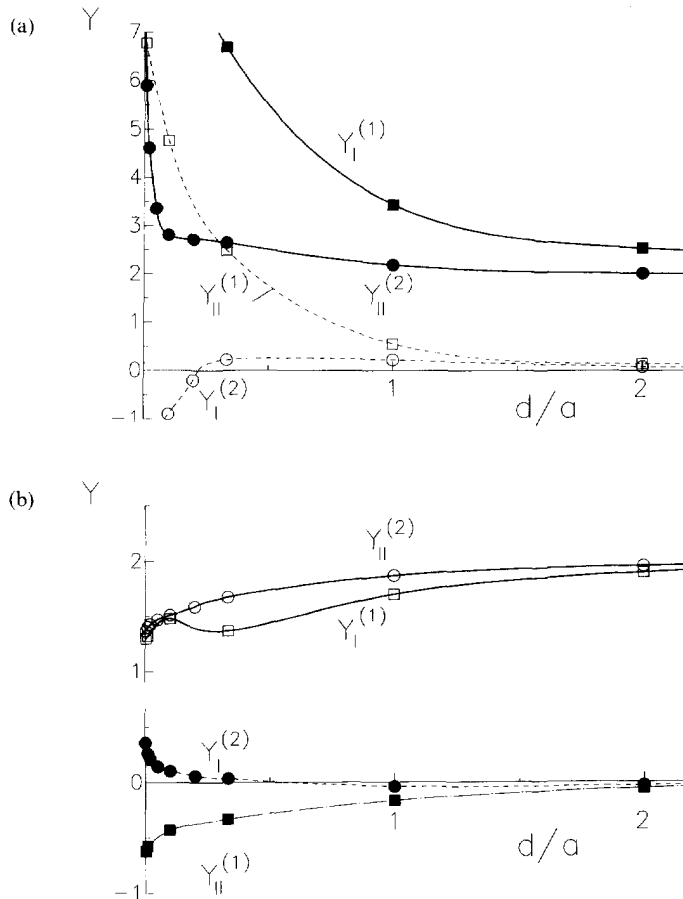 (a)
Y
7
6
5
4
3
2
1
0
−1
Y_I^(1)
Y_II^(1)
Y_II^(2)
Y_I^(2)
1
2
d/a
(b)
Y
2
1
0
−1
Y_II^(2)
Y_I^(1)
Y_I^(2)
Y_II^(1)
1
2
d/a